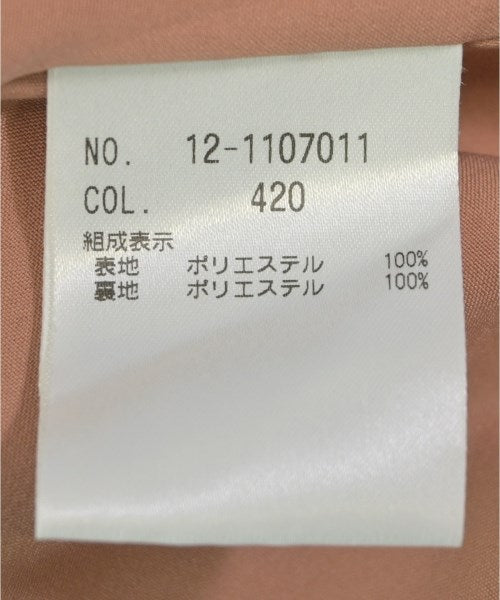 NO. 12-1107011
COL. 420
組成表示
表地 ポリエステル 100%
裏地 ポリエステル 100%